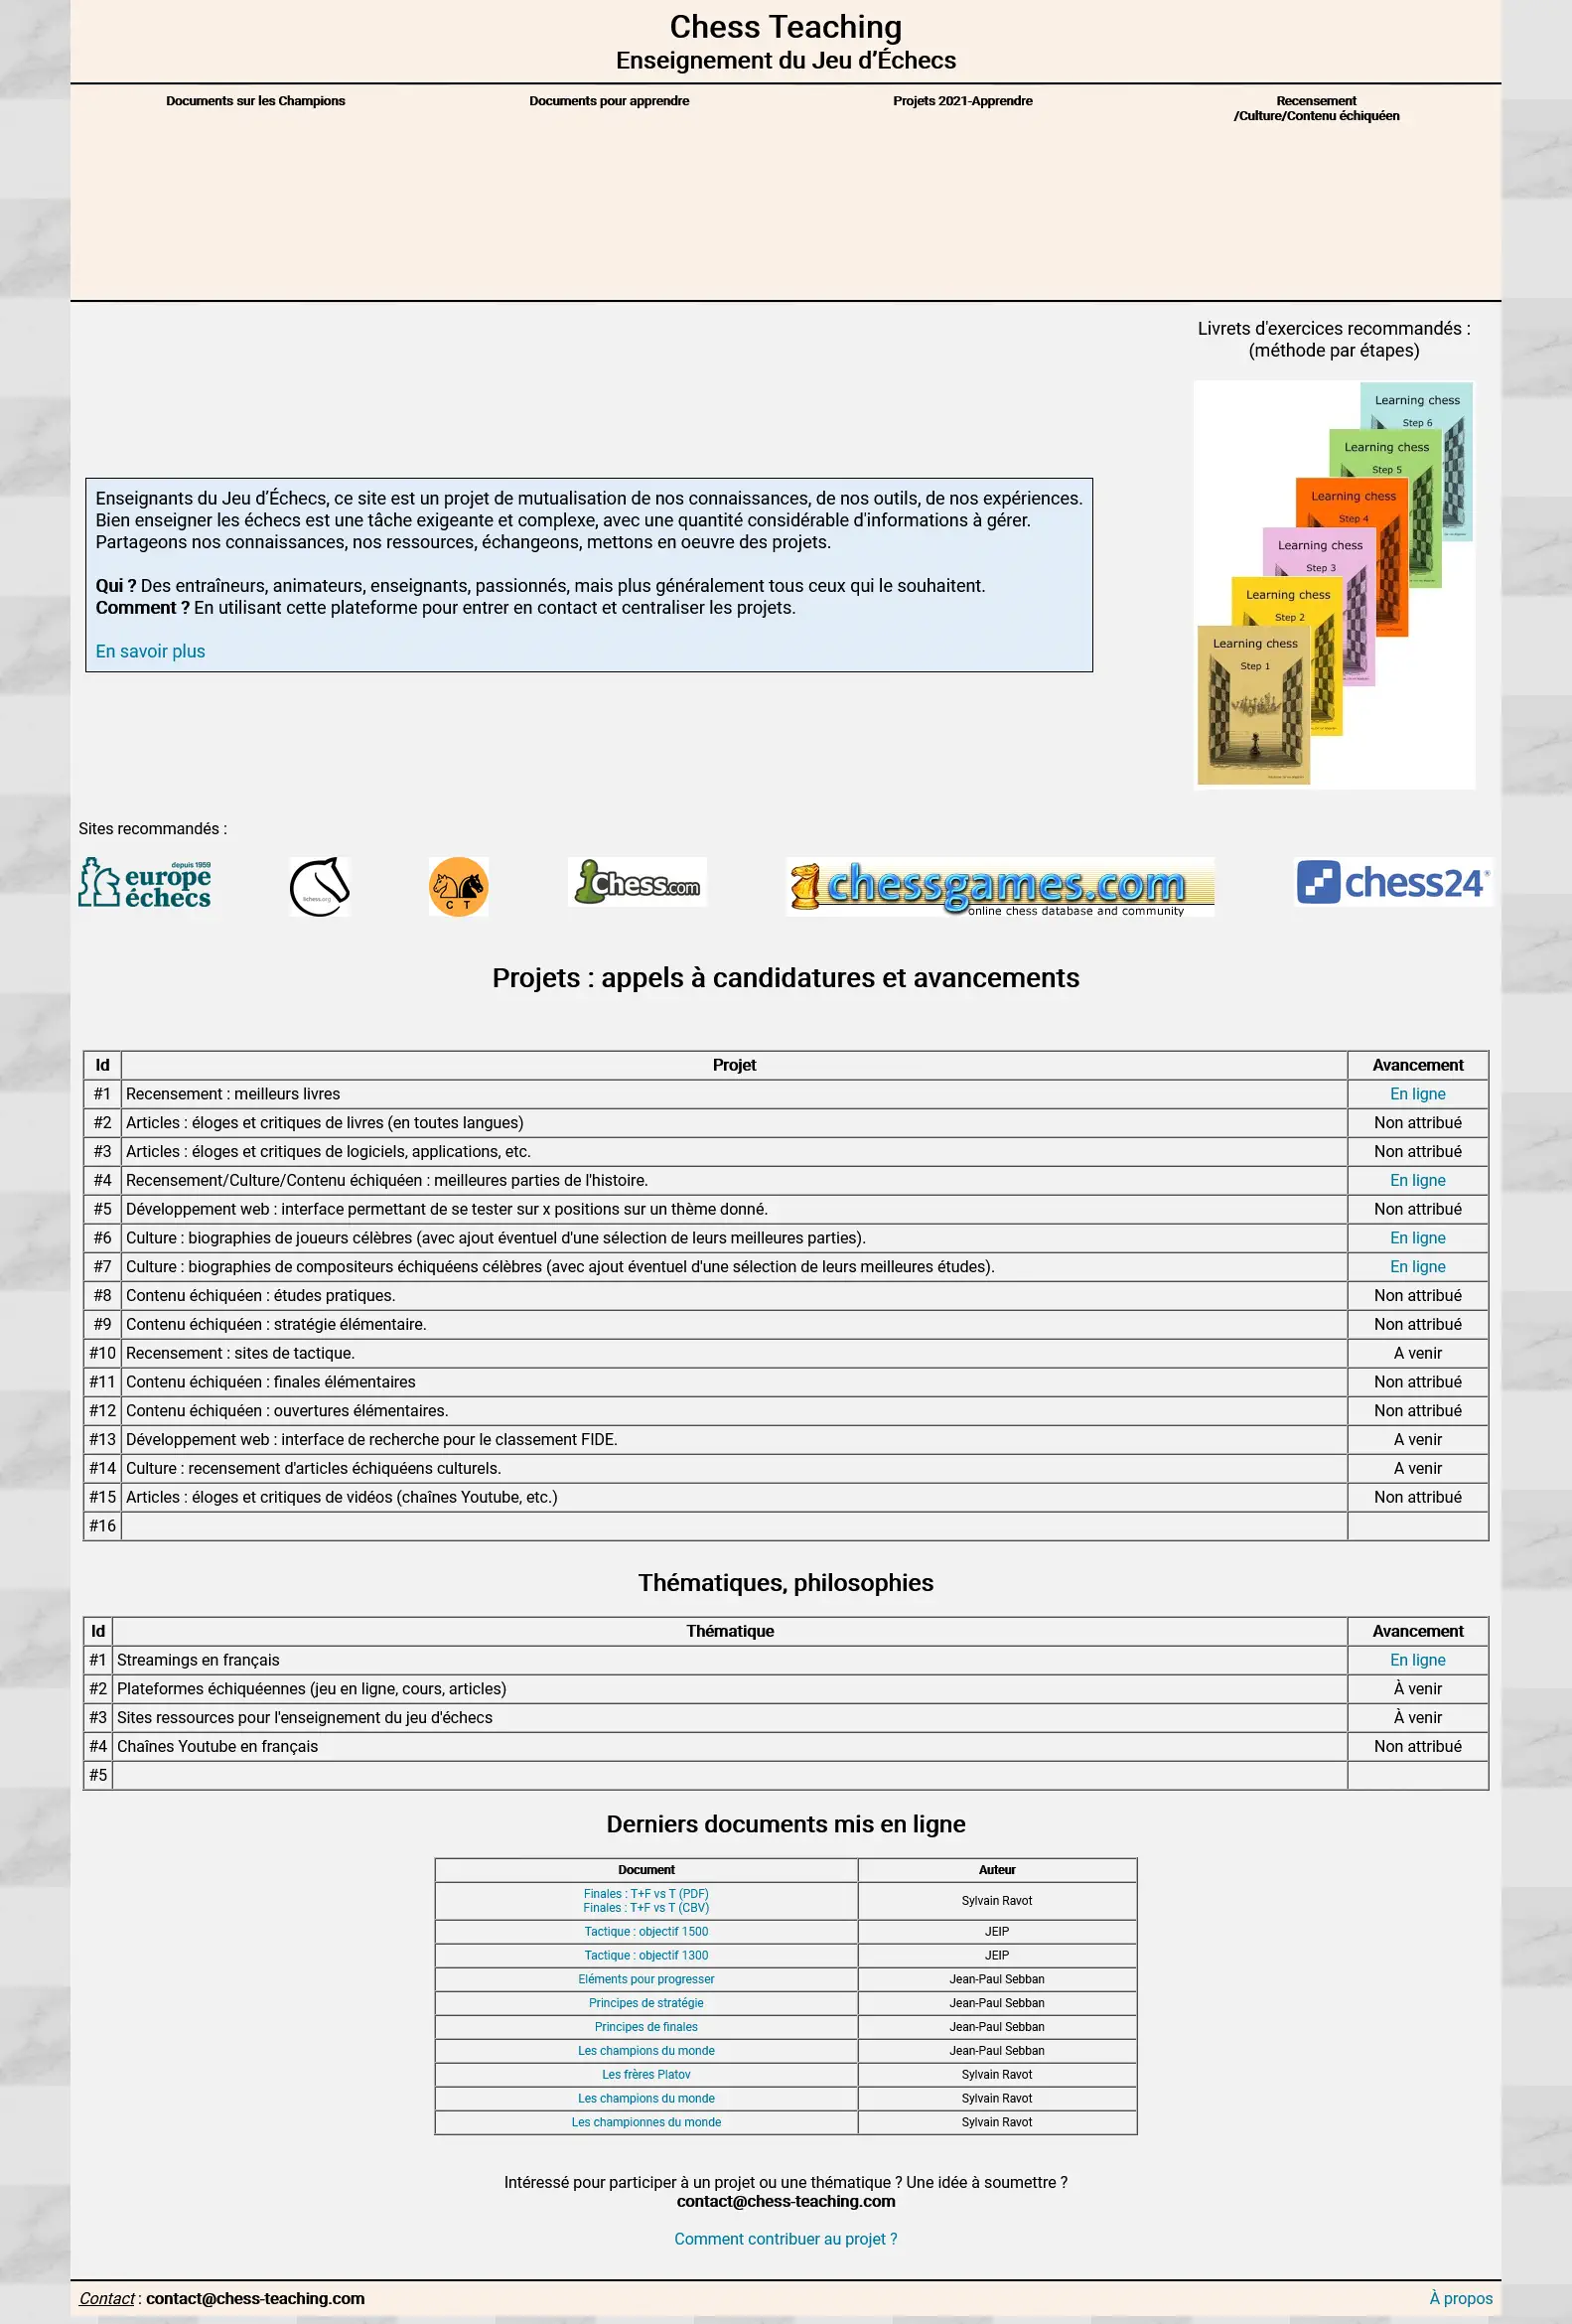 Chess Teaching
Enseignement du Jeu d’Échecs
Documents sur les Champions
Documents pour apprendre
Projets 2021-Apprendre
Recensement
/Culture/Contenu échiquéen
Livrets d'exercices recommandés :
(méthode par étapes)
Learning chess
Step 6
Learning chess
Step 5
Learning chess
Step 4
Learning chess
Step 3
Learning chess
Step 2
Learning chess
Step 1
Enseignants du Jeu d’Échecs, ce site est un projet de mutualisation de nos connaissances, de nos outils, de nos expériences.
Bien enseigner les échecs est une tâche exigeante et complexe, avec une quantité considérable d'informations à gérer.
Partageons nos connaissances, nos ressources, échangeons, mettons en oeuvre des projets.
Qui ? Des entraîneurs, animateurs, enseignants, passionnés, mais plus généralement tous ceux qui le souhaitent.
Comment ? En utilisant cette plateforme pour entrer en contact et centraliser les projets.
En savoir plus
Sites recommandés :
depuis 1959
europe
échecs
lichess.org
C T
Chess.com
chessgames.com
online chess database and community
chess24
Projets : appels à candidatures et avancements
Id Projet Avancement
#1 Recensement : meilleurs livres En ligne
#2 Articles : éloges et critiques de livres (en toutes langues) Non attribué
#3 Articles : éloges et critiques de logiciels, applications, etc. Non attribué
#4 Recensement/Culture/Contenu échiquéen : meilleures parties de l'histoire. En ligne
#5 Développement web : interface permettant de se tester sur x positions sur un thème donné. Non attribué
#6 Culture : biographies de joueurs célèbres (avec ajout éventuel d'une sélection de leurs meilleures parties). En ligne
#7 Culture : biographies de compositeurs échiquéens célèbres (avec ajout éventuel d'une sélection de leurs meilleures études). En ligne
#8 Contenu échiquéen : études pratiques. Non attribué
#9 Contenu échiquéen : stratégie élémentaire. Non attribué
#10 Recensement : sites de tactique. A venir
#11 Contenu échiquéen : finales élémentaires Non attribué
#12 Contenu échiquéen : ouvertures élémentaires. Non attribué
#13 Développement web : interface de recherche pour le classement FIDE. A venir
#14 Culture : recensement d'articles échiquéens culturels. A venir
#15 Articles : éloges et critiques de vidéos (chaînes Youtube, etc.) Non attribué
#16
Thématiques, philosophies
Id Thématique Avancement
#1 Streamings en français En ligne
#2 Plateformes échiquéennes (jeu en ligne, cours, articles) À venir
#3 Sites ressources pour l'enseignement du jeu d'échecs À venir
#4 Chaînes Youtube en français Non attribué
#5
Derniers documents mis en ligne
Document Auteur
Finales : T+F vs T (PDF)
Finales : T+F vs T (CBV) Sylvain Ravot
Tactique : objectif 1500 JEIP
Tactique : objectif 1300 JEIP
Eléments pour progresser Jean-Paul Sebban
Principes de stratégie Jean-Paul Sebban
Principes de finales Jean-Paul Sebban
Les champions du monde Jean-Paul Sebban
Les frères Platov Sylvain Ravot
Les champions du monde Sylvain Ravot
Les championnes du monde Sylvain Ravot
Intéressé pour participer à un projet ou une thématique ? Une idée à soumettre ?
contact@chess-teaching.com
Comment contribuer au projet ?
Contact : contact@chess-teaching.com
À propos